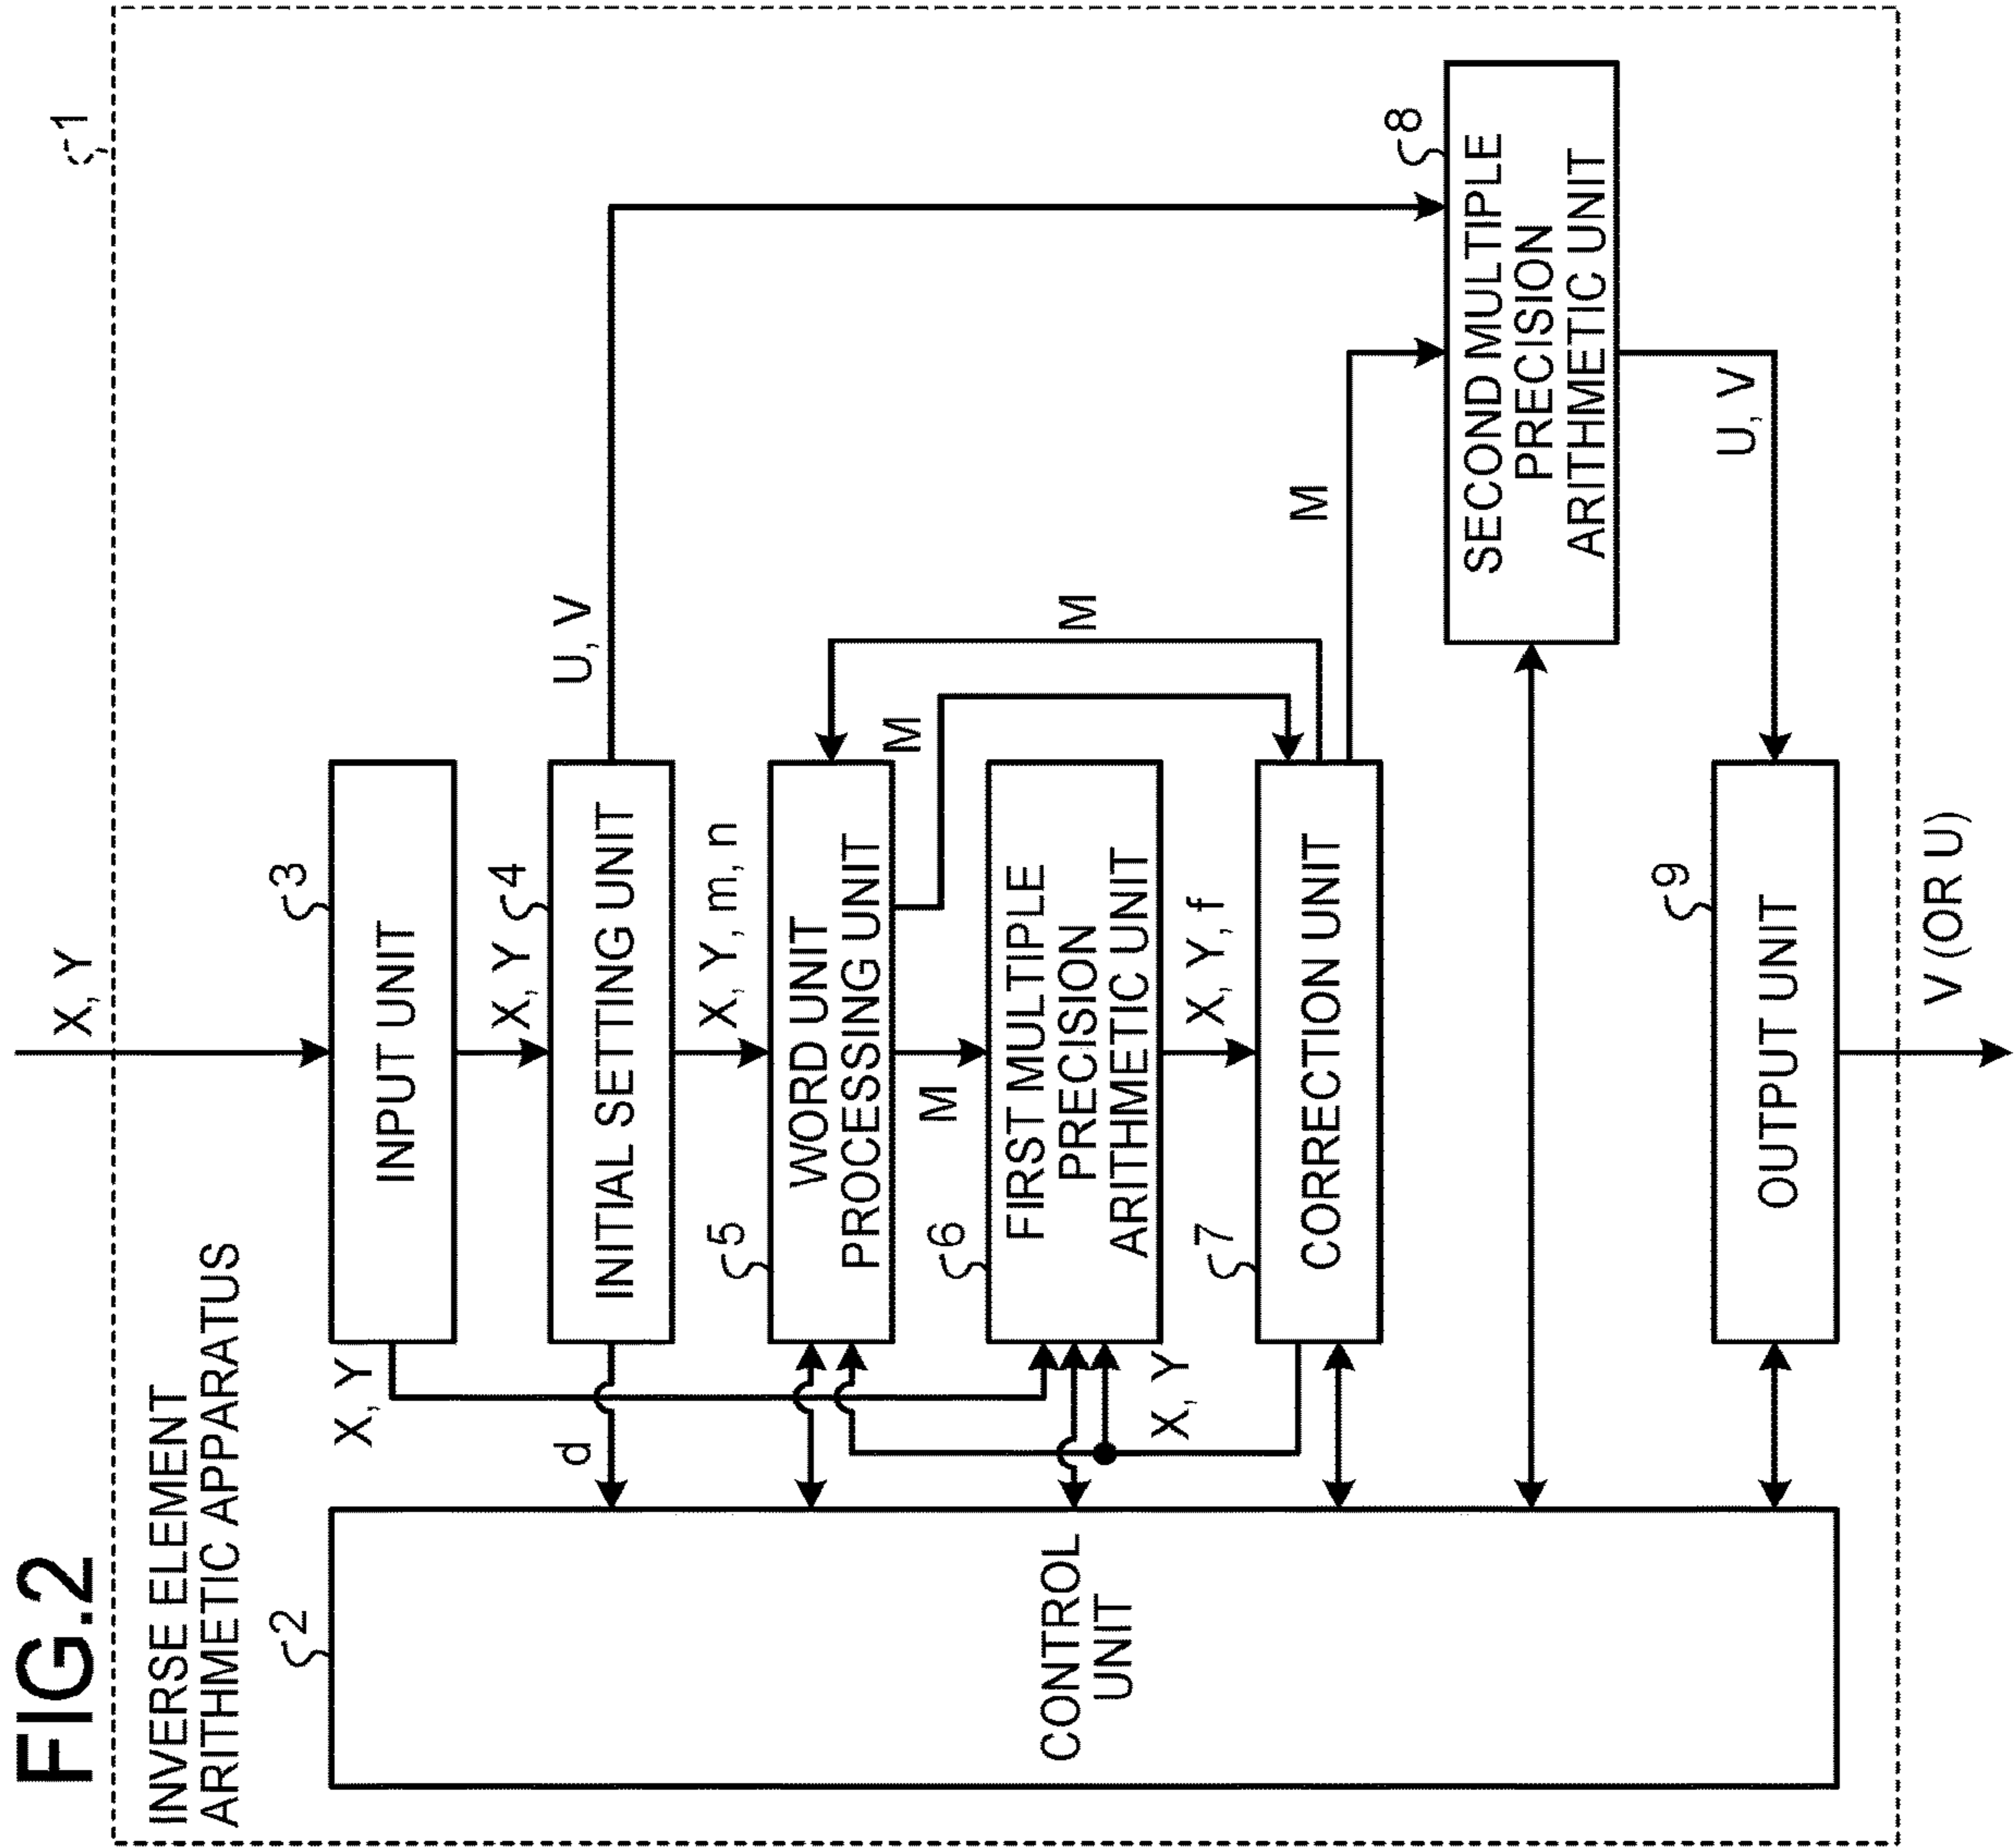 FIG.2
1
INVERSE ELEMENT
ARITHMETIC APPARATUS
X, Y
2
CONTROL
UNIT
3
INPUT UNIT
X, Y
X, Y
4
INITIAL SETTING UNIT
d
U, V
X, Y, m, n
5
WORD UNIT
PROCESSING UNIT
M
M
M
6
FIRST MULTIPLE
PRECISION
ARITHMETIC UNIT
X, Y
X, Y, f
7
CORRECTION UNIT
M
8
SECOND MULTIPLE
PRECISION
ARITHMETIC UNIT
U, V
9
OUTPUT UNIT
V (OR U)